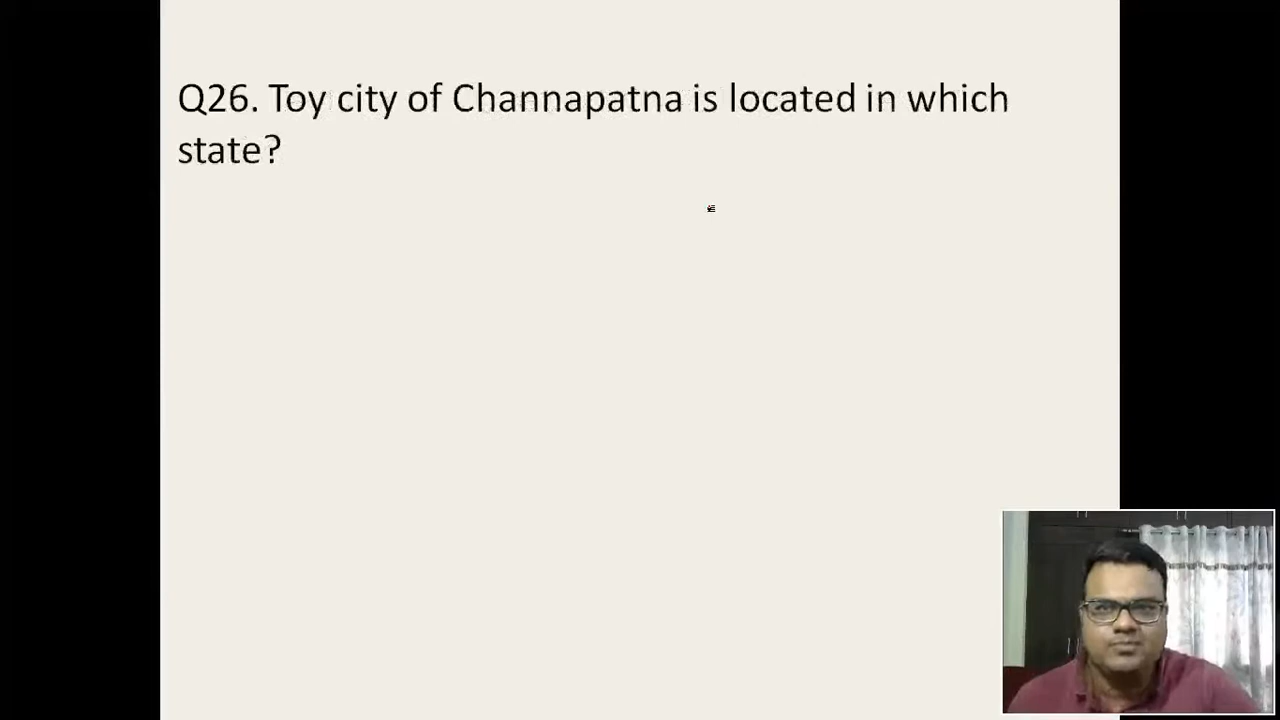 Q26. Toy city of Channapatna is located in which
state?